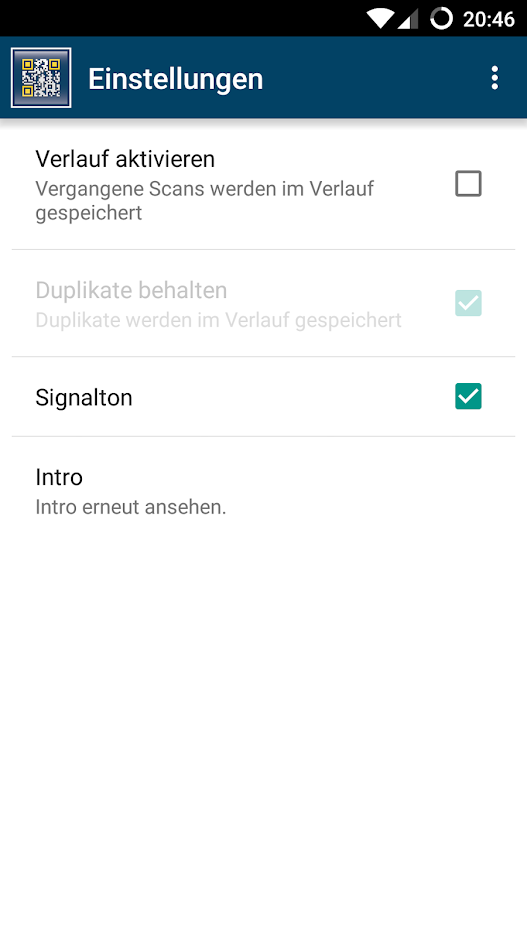 20:46
Einstellungen
Verlauf aktivieren
Vergangene Scans werden im Verlauf
gespeichert
Duplikate behalten
Duplikate werden im Verlauf gespeichert
Signalton
Intro
Intro erneut ansehen.